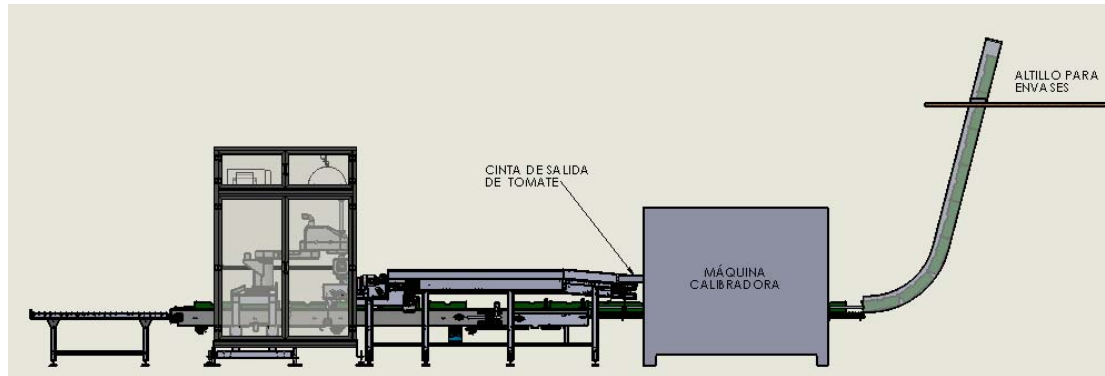 ALTILLO PARA
ENVASES
CINTA DE SALIDA
DE TOMATE
MÁQUINA
CALIBRADORA